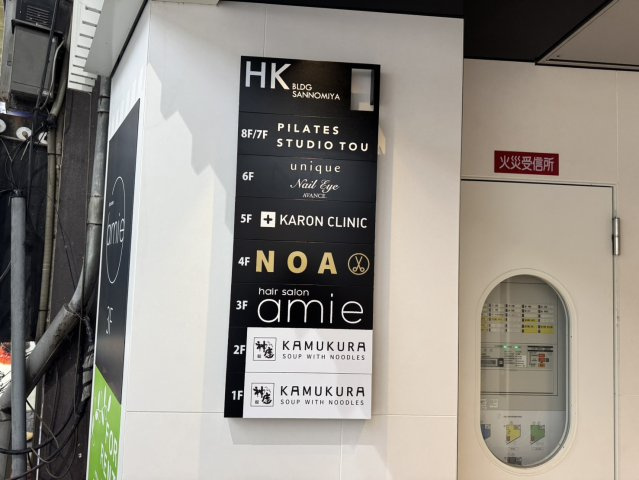 HK BLDG
SANNOMIYA
8F/7F PILATES
STUDIO TOU
6F unique
Nail Eye
AVANCE
5F KARON CLINIC
4F NOA
3F hair salon
amie
2F KAMUKURA
SOUP WITH NOODLES
1F KAMUKURA
SOUP WITH NOODLES
火災受信所
amie
3F